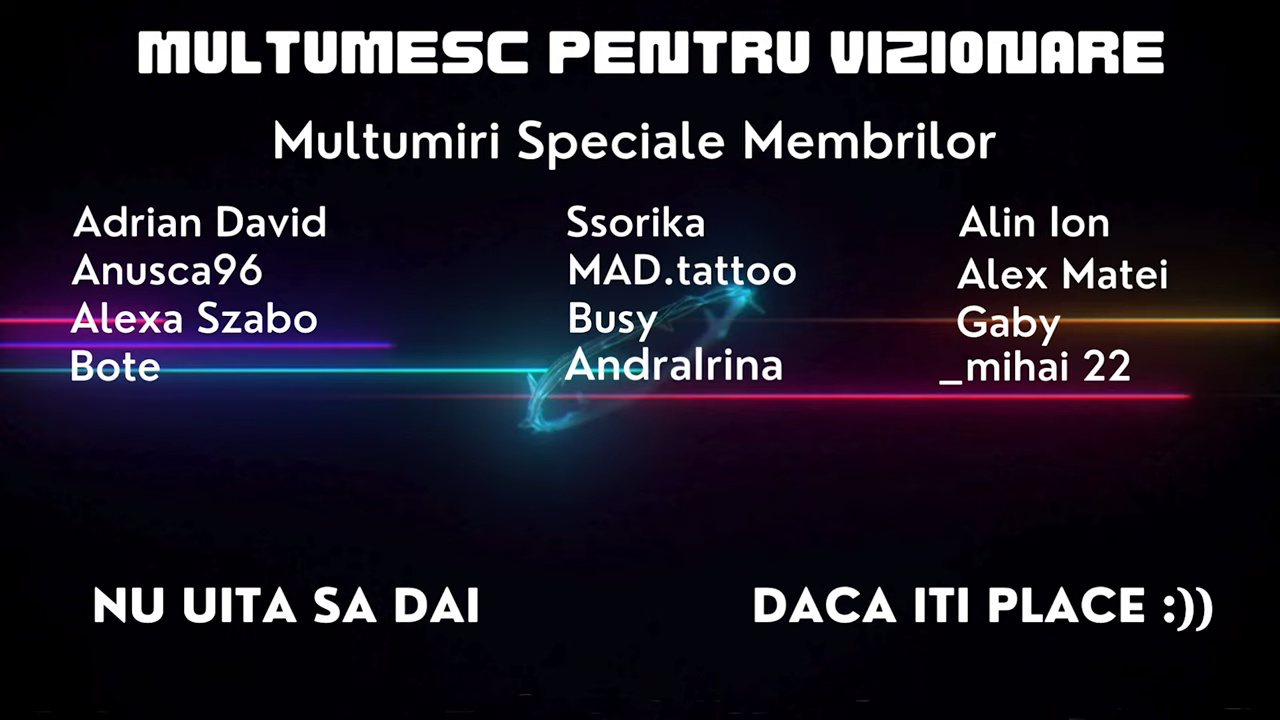 MULTUMESC PENTRU VIZIONARE
Multumiri Speciale Membrilor
Adrian David
Anusca96
Alexa Szabo
Bote
Ssorika
MAD.tattoo
Busy
AndraIrina
Alin Ion
Alex Matei
Gaby
_mihai 22
NU UITA SA DAI
DACA ITI PLACE :))